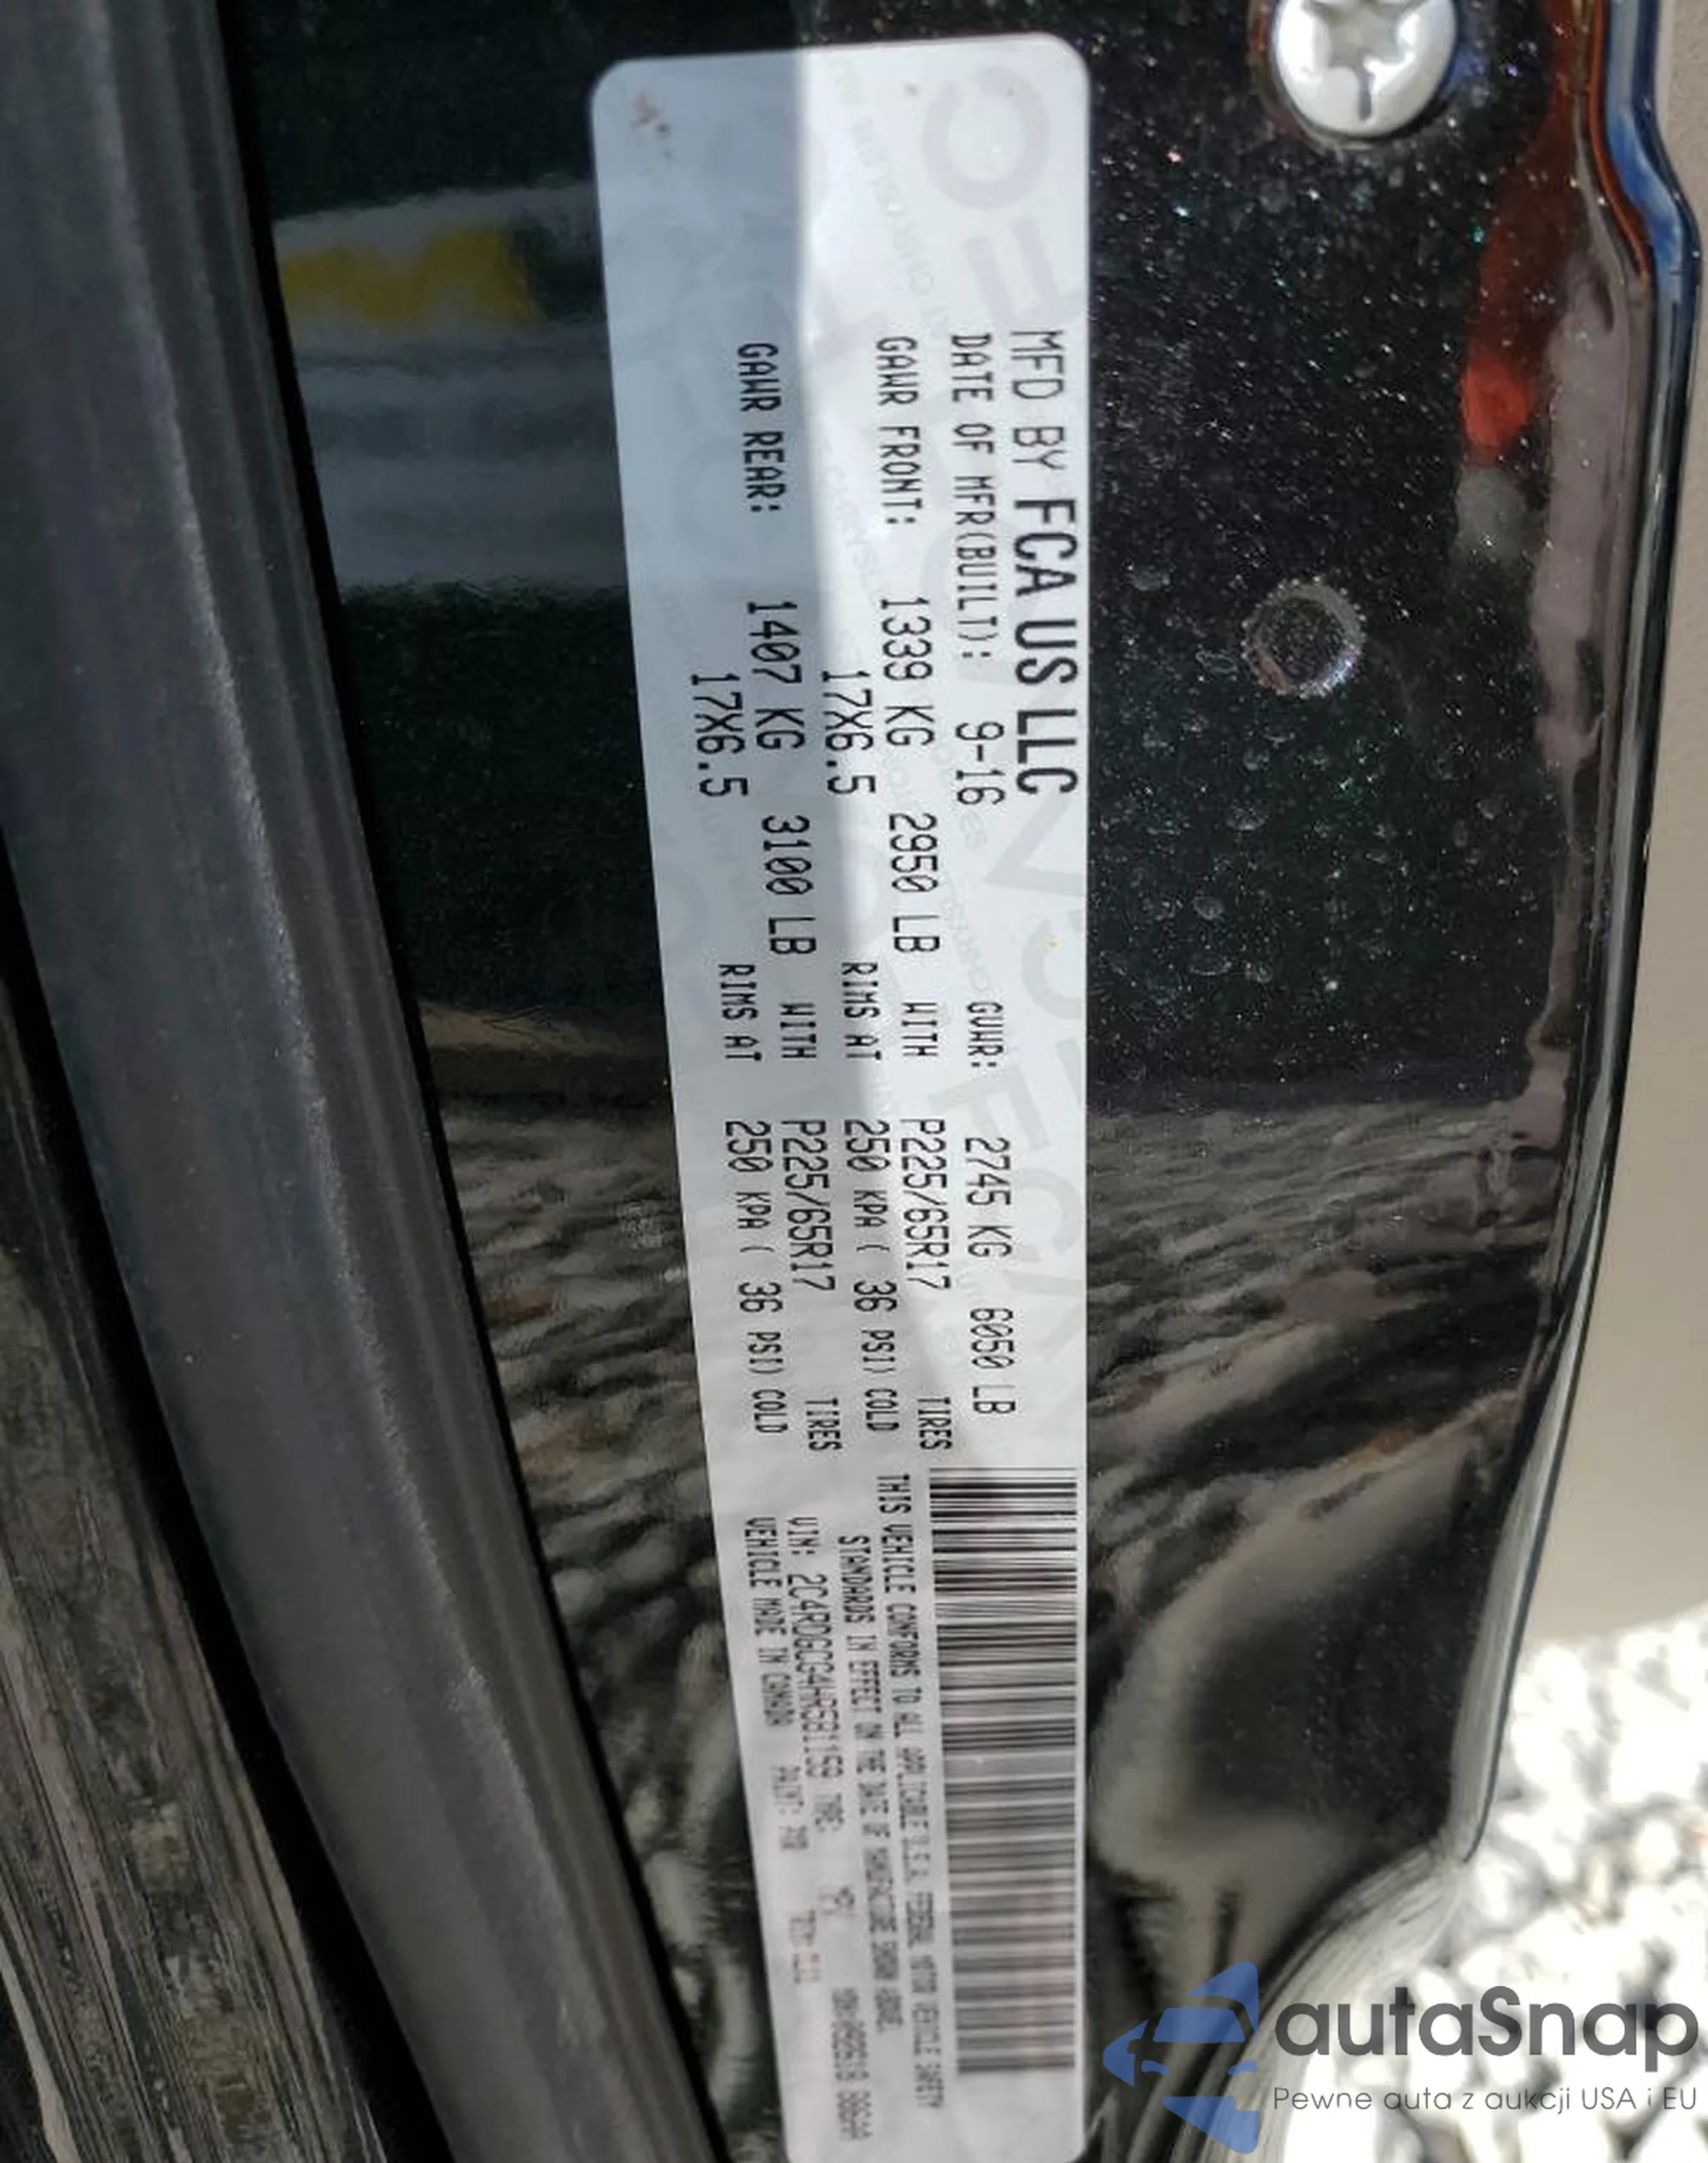 MFD BY FCA US LLC
DATE OF MFR(BUILT): 9-16 GVWR: 2745 KG 6050 LB
GAWR FRONT: 1339 KG 2950 LB WITH P225/65R17 TIRES
17X6.5 RIMS AT 250 KPA ( 36 PSI) COLD
GAWR REAR: 1407 KG 3100 LB WITH P225/65R17 TIRES
17X6.5 RIMS AT 250 KPA ( 36 PSI) COLD
THIS VEHICLE CONFORMS TO ALL APPLICABLE U.S.A. FEDERAL MOTOR VEHICLE SAFETY
STANDARDS IN EFFECT ON THE DATE OF MANUFACTURE SHOWN ABOVE.
VIN: 2C4RDGCG4HR581159 TYPE:
VEHICLE MADE IN CANADA PAINT:
autaSnap
Pewne auta z aukcji USA i EU